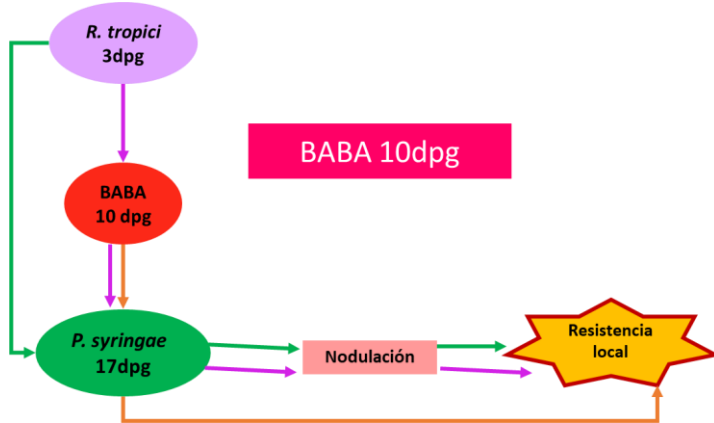 R. tropici
3dpg
BABA 10dpg
BABA
10 dpg
P. syringae
17dpg
Nodulación
Resistencia
local